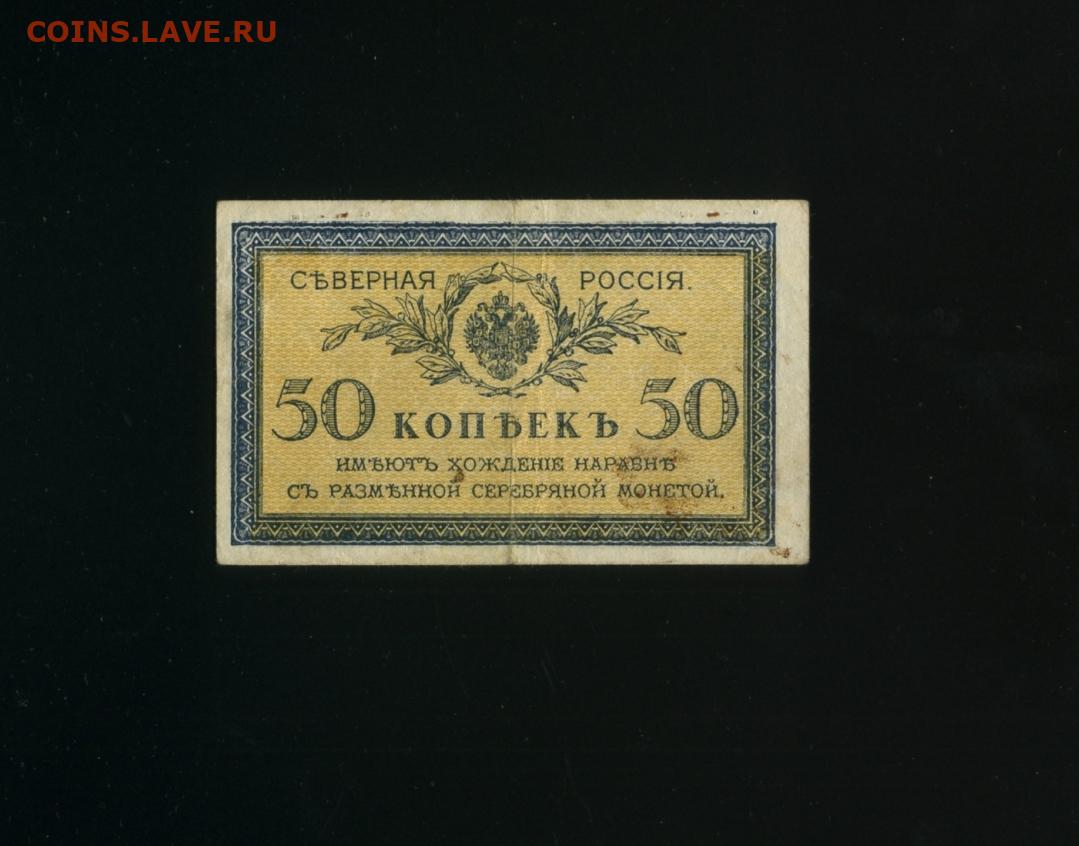 COINS.LAVE.RU
СѢВЕРНАЯ РОССІЯ.
50 КОПѢЕКЪ 50
ИМѢЮТЪ ХОЖДЕНІЕ НАРАВНѢ
СЪ РАЗМѢННОЙ СЕРЕБРЯНОЙ МОНЕТОЙ.